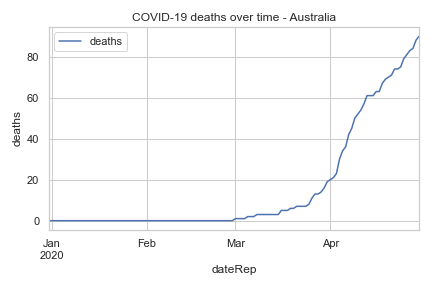 COVID-19 deaths over time - Australia
deaths
80
60
40
20
0
deaths
Jan
2020
Feb
Mar
Apr
dateRep